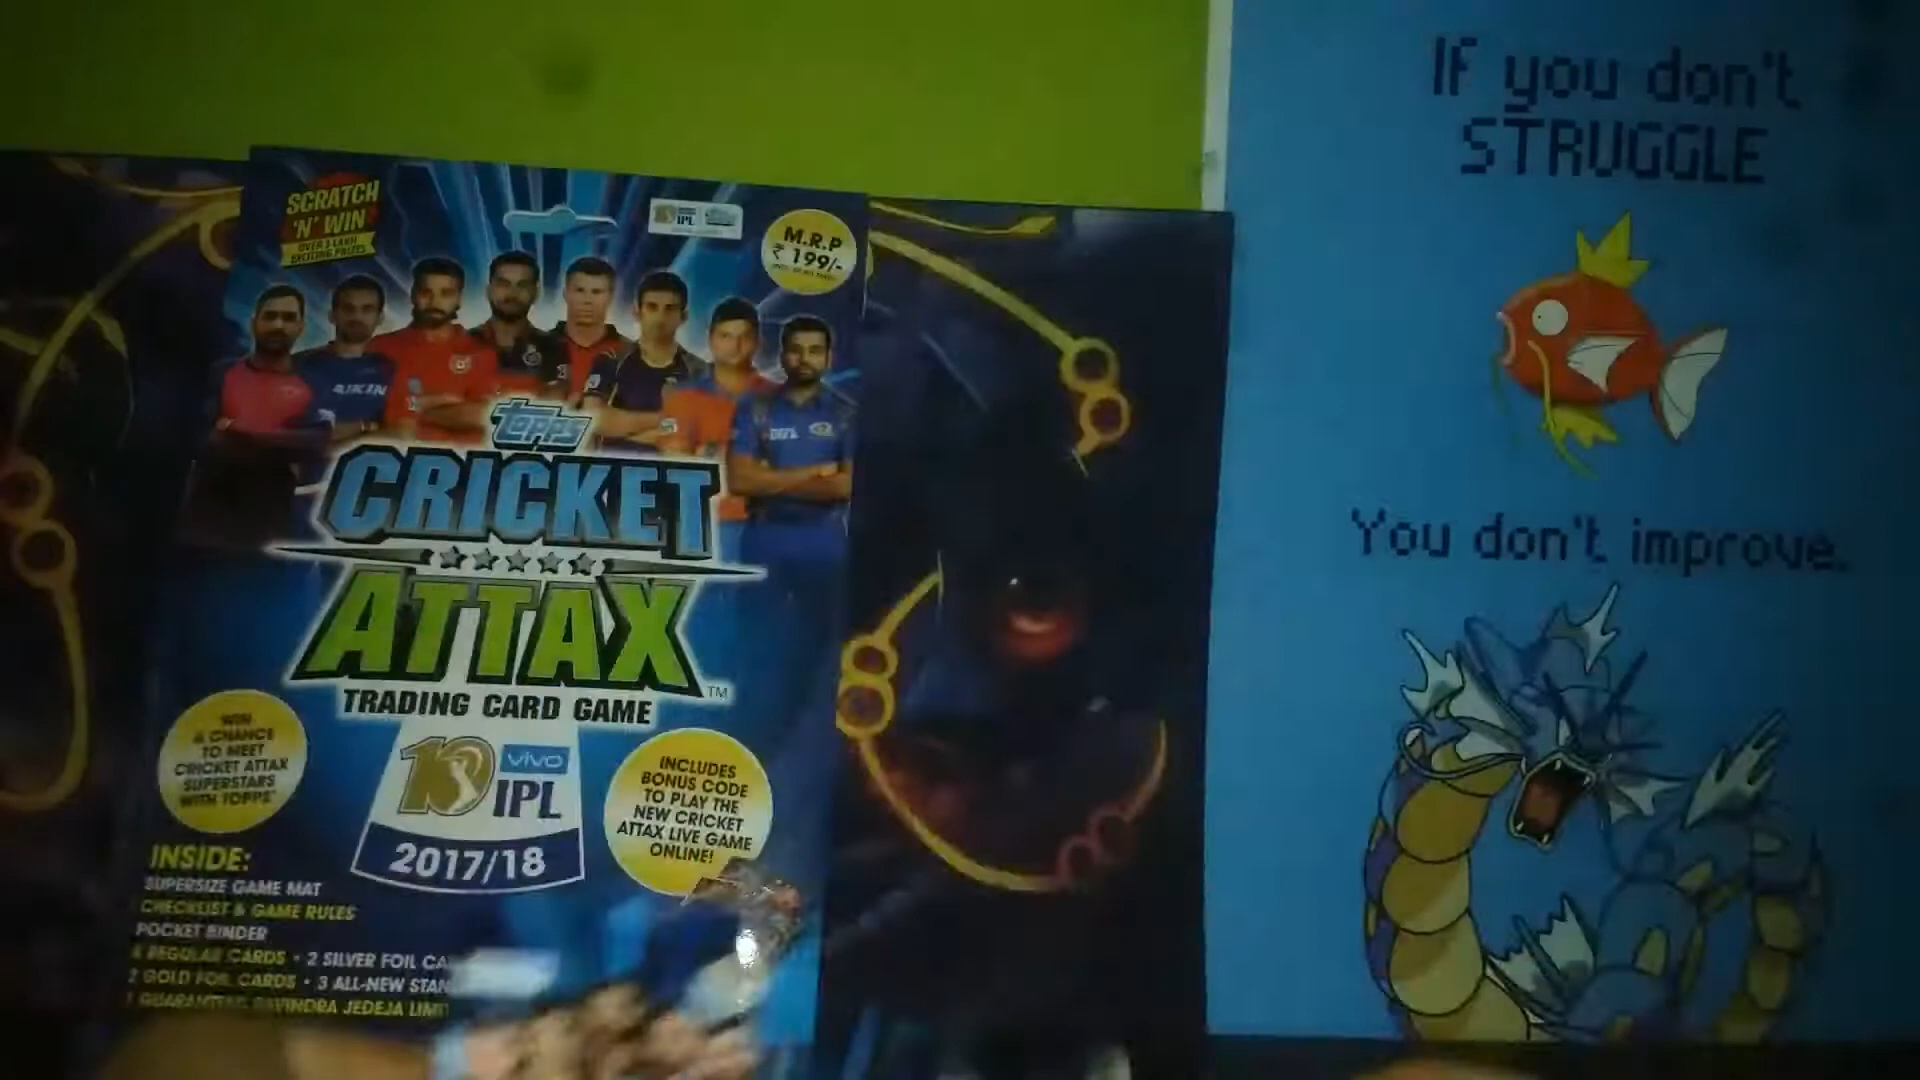 SCRATCH
'N' WIN
OVER 3 LAKH
EXCITING PRIZES
IPL
M.R.P
₹ 199/-
topps
CRICKET
ATTAX
TM
TRADING CARD GAME
WIN
A CHANCE
TO MEET
CRICKET ATTAX
SUPERSTARS
WITH TOPPS
10 vivo
IPL
2017/18
INCLUDES
BONUS CODE
TO PLAY THE
NEW CRICKET
ATTAX LIVE GAME
ONLINE!
INSIDE:
SUPERSIZE GAME MAT
CHECKLIST & GAME RULES
POCKET BINDER
REGULAR CARDS • 2 SILVER FOIL CA
2 GOLD FOIL CARDS • 3 ALL-NEW STAN
1 GUARANTEED RAVINDRA JEDEJA LIMI
If you don't
STRUGGLE
You don't improve.